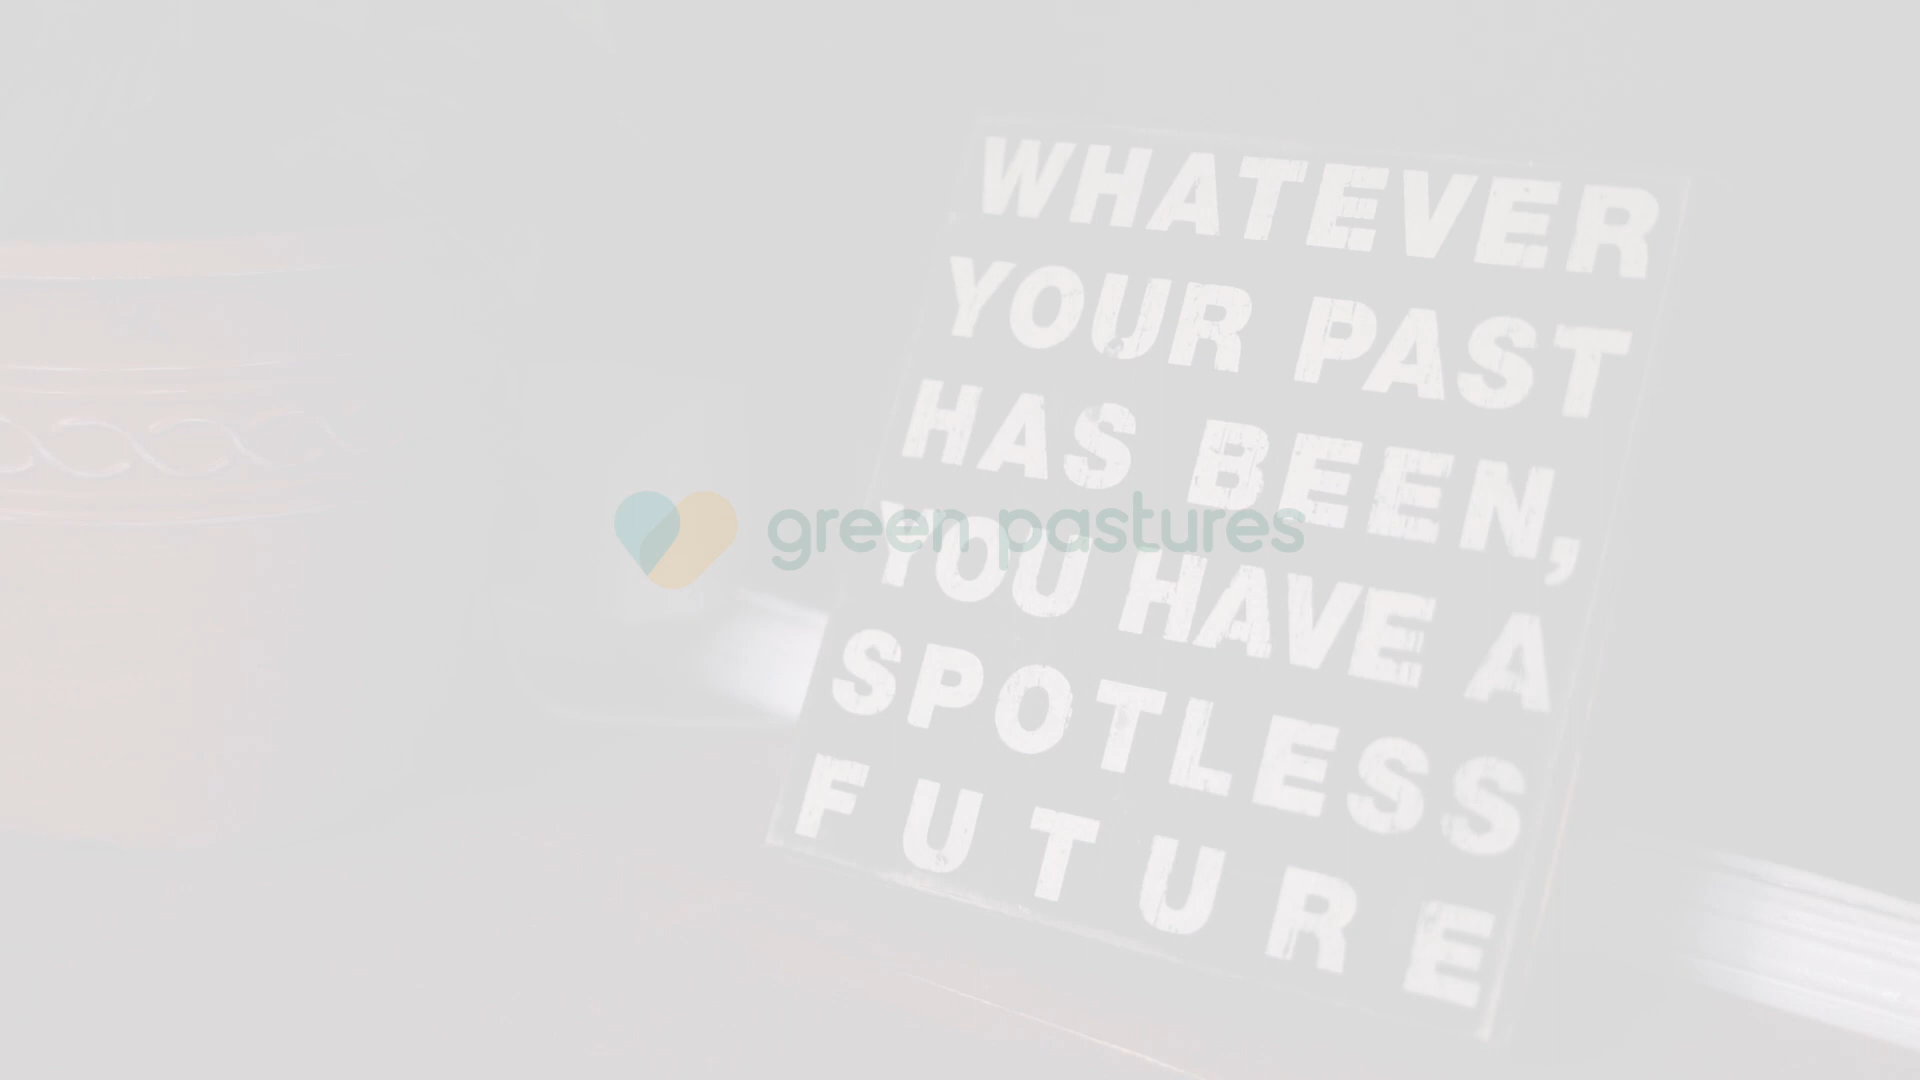 WHATEVER
YOUR PAST
HAS BEEN,
YOU HAVE A
SPOTLESS
FUTURE
green pastures